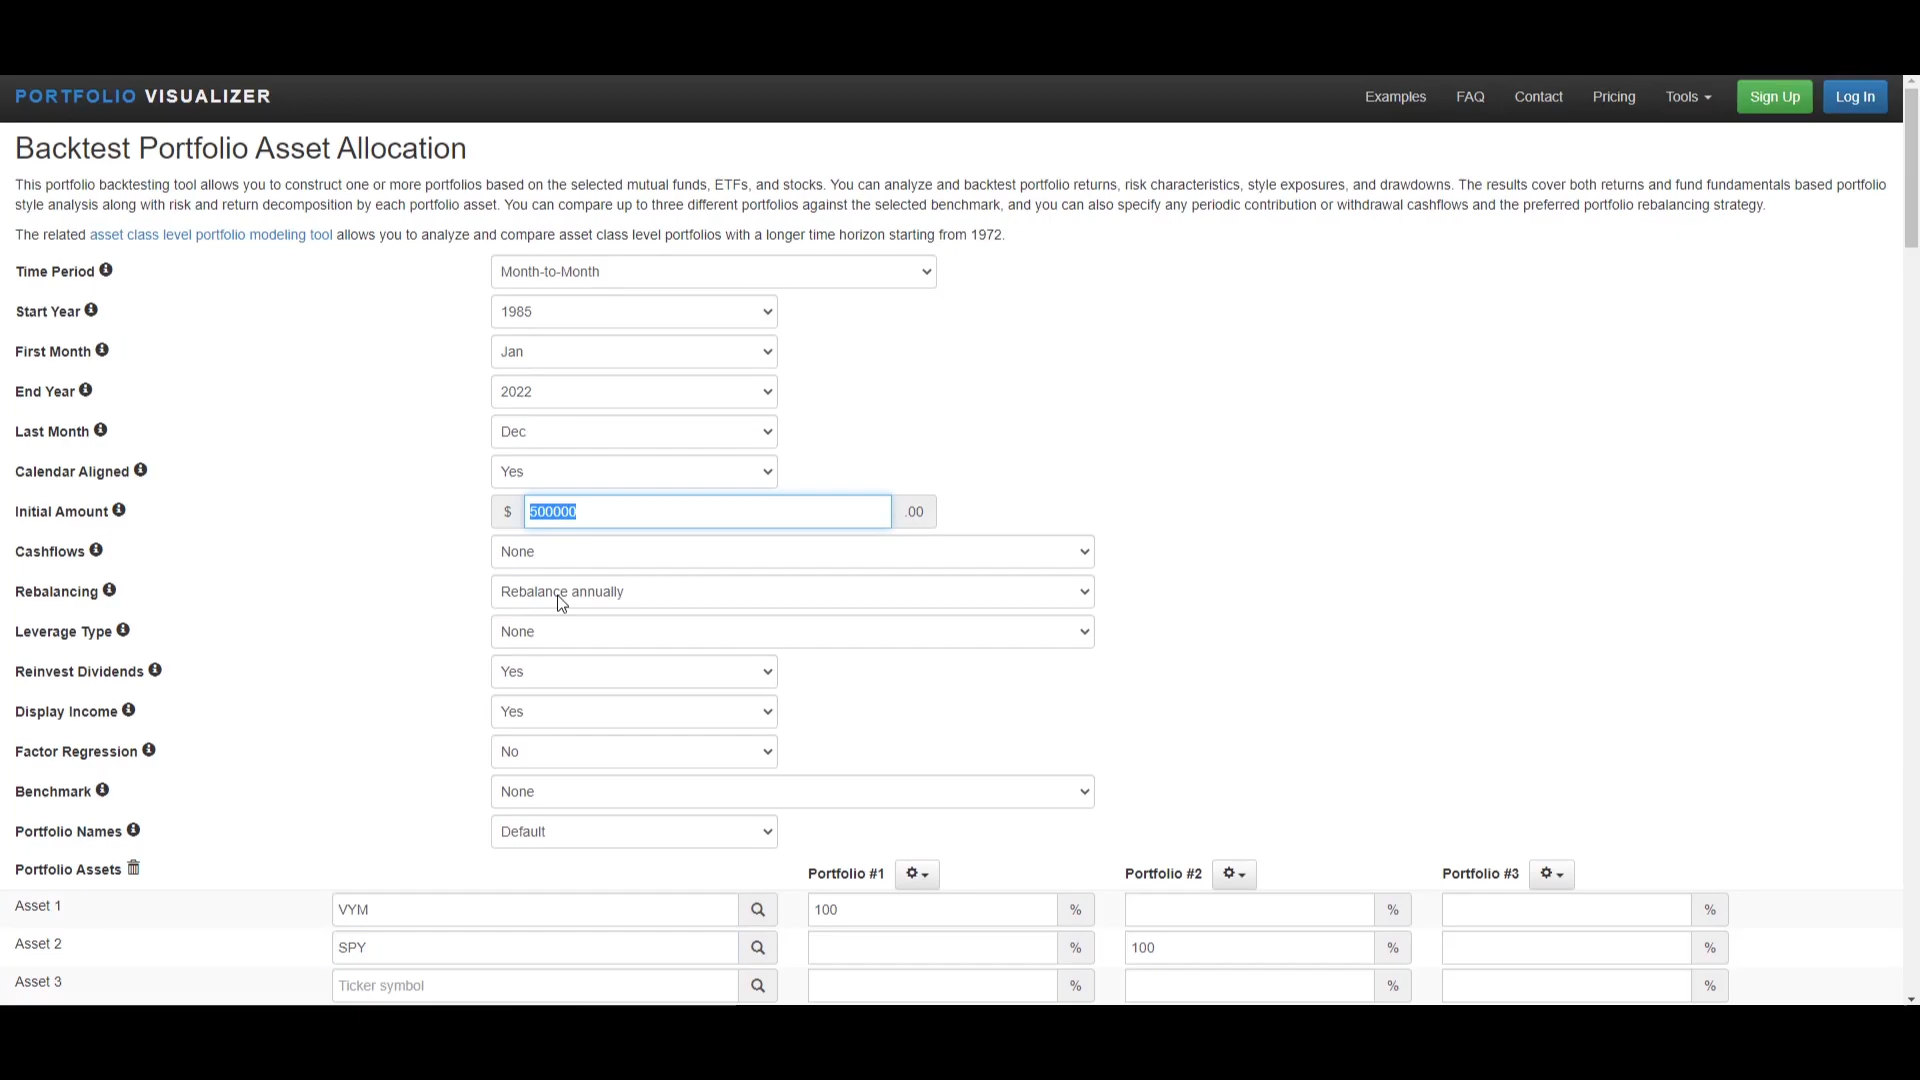 PORTFOLIO VISUALIZER
Examples FAQ Contact Pricing Tools Sign Up Log In
Backtest Portfolio Asset Allocation
This portfolio backtesting tool allows you to construct one or more portfolios based on the selected mutual funds, ETFs, and stocks. You can analyze and backtest portfolio returns, risk characteristics, style exposures, and drawdowns. The results cover both returns and fund fundamentals based portfolio
style analysis along with risk and return decomposition by each portfolio asset. You can compare up to three different portfolios against the selected benchmark, and you can also specify any periodic contribution or withdrawal cashflows and the preferred portfolio rebalancing strategy.
The related asset class level portfolio modeling tool allows you to analyze and compare asset class level portfolios with a longer time horizon starting from 1972.
Time Period Month-to-Month
Start Year 1985
First Month Jan
End Year 2022
Last Month Dec
Calendar Aligned Yes
Initial Amount $ 500000 .00
Cashflows None
Rebalancing Rebalance annually
Leverage Type None
Reinvest Dividends Yes
Display Income Yes
Factor Regression No
Benchmark None
Portfolio Names Default
Portfolio Assets Portfolio #1 Portfolio #2 Portfolio #3
Asset 1 VYM 100 % % %
Asset 2 SPY % 100 % %
Asset 3 Ticker symbol % % %